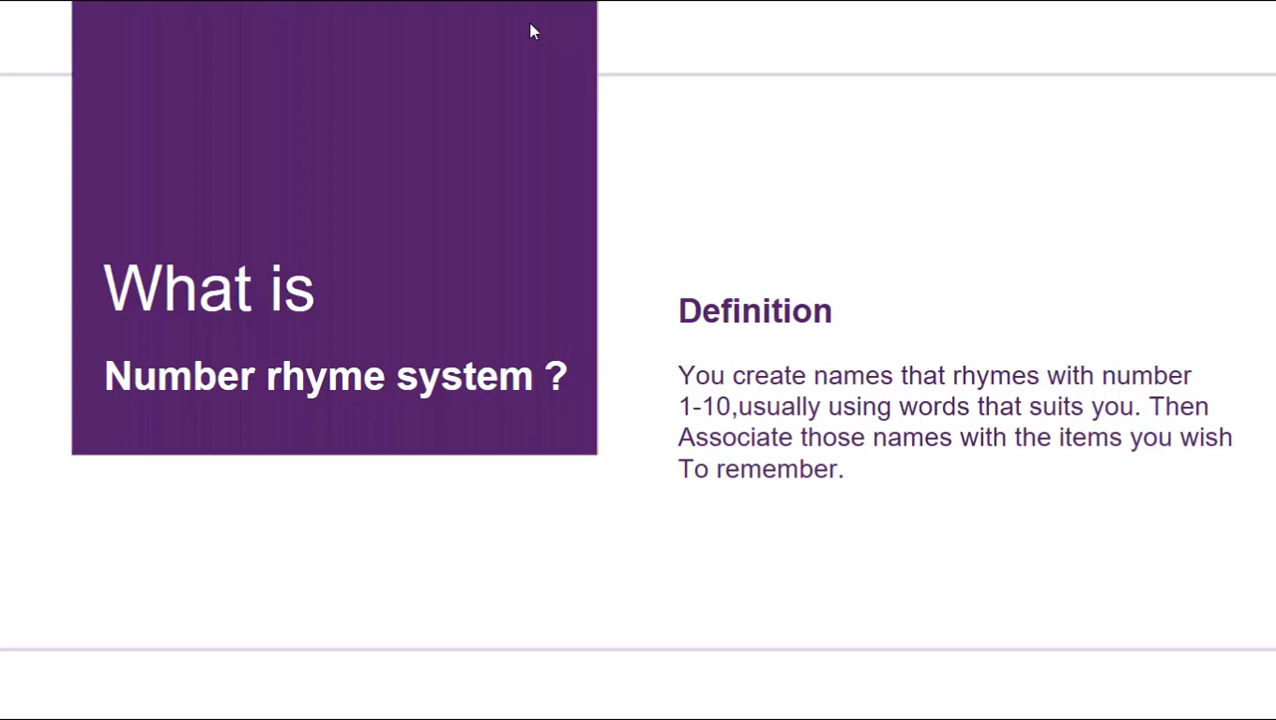 What is
Number rhyme system ?
Definition
You create names that rhymes with number
1-10,usually using words that suits you. Then
Associate those names with the items you wish
To remember.